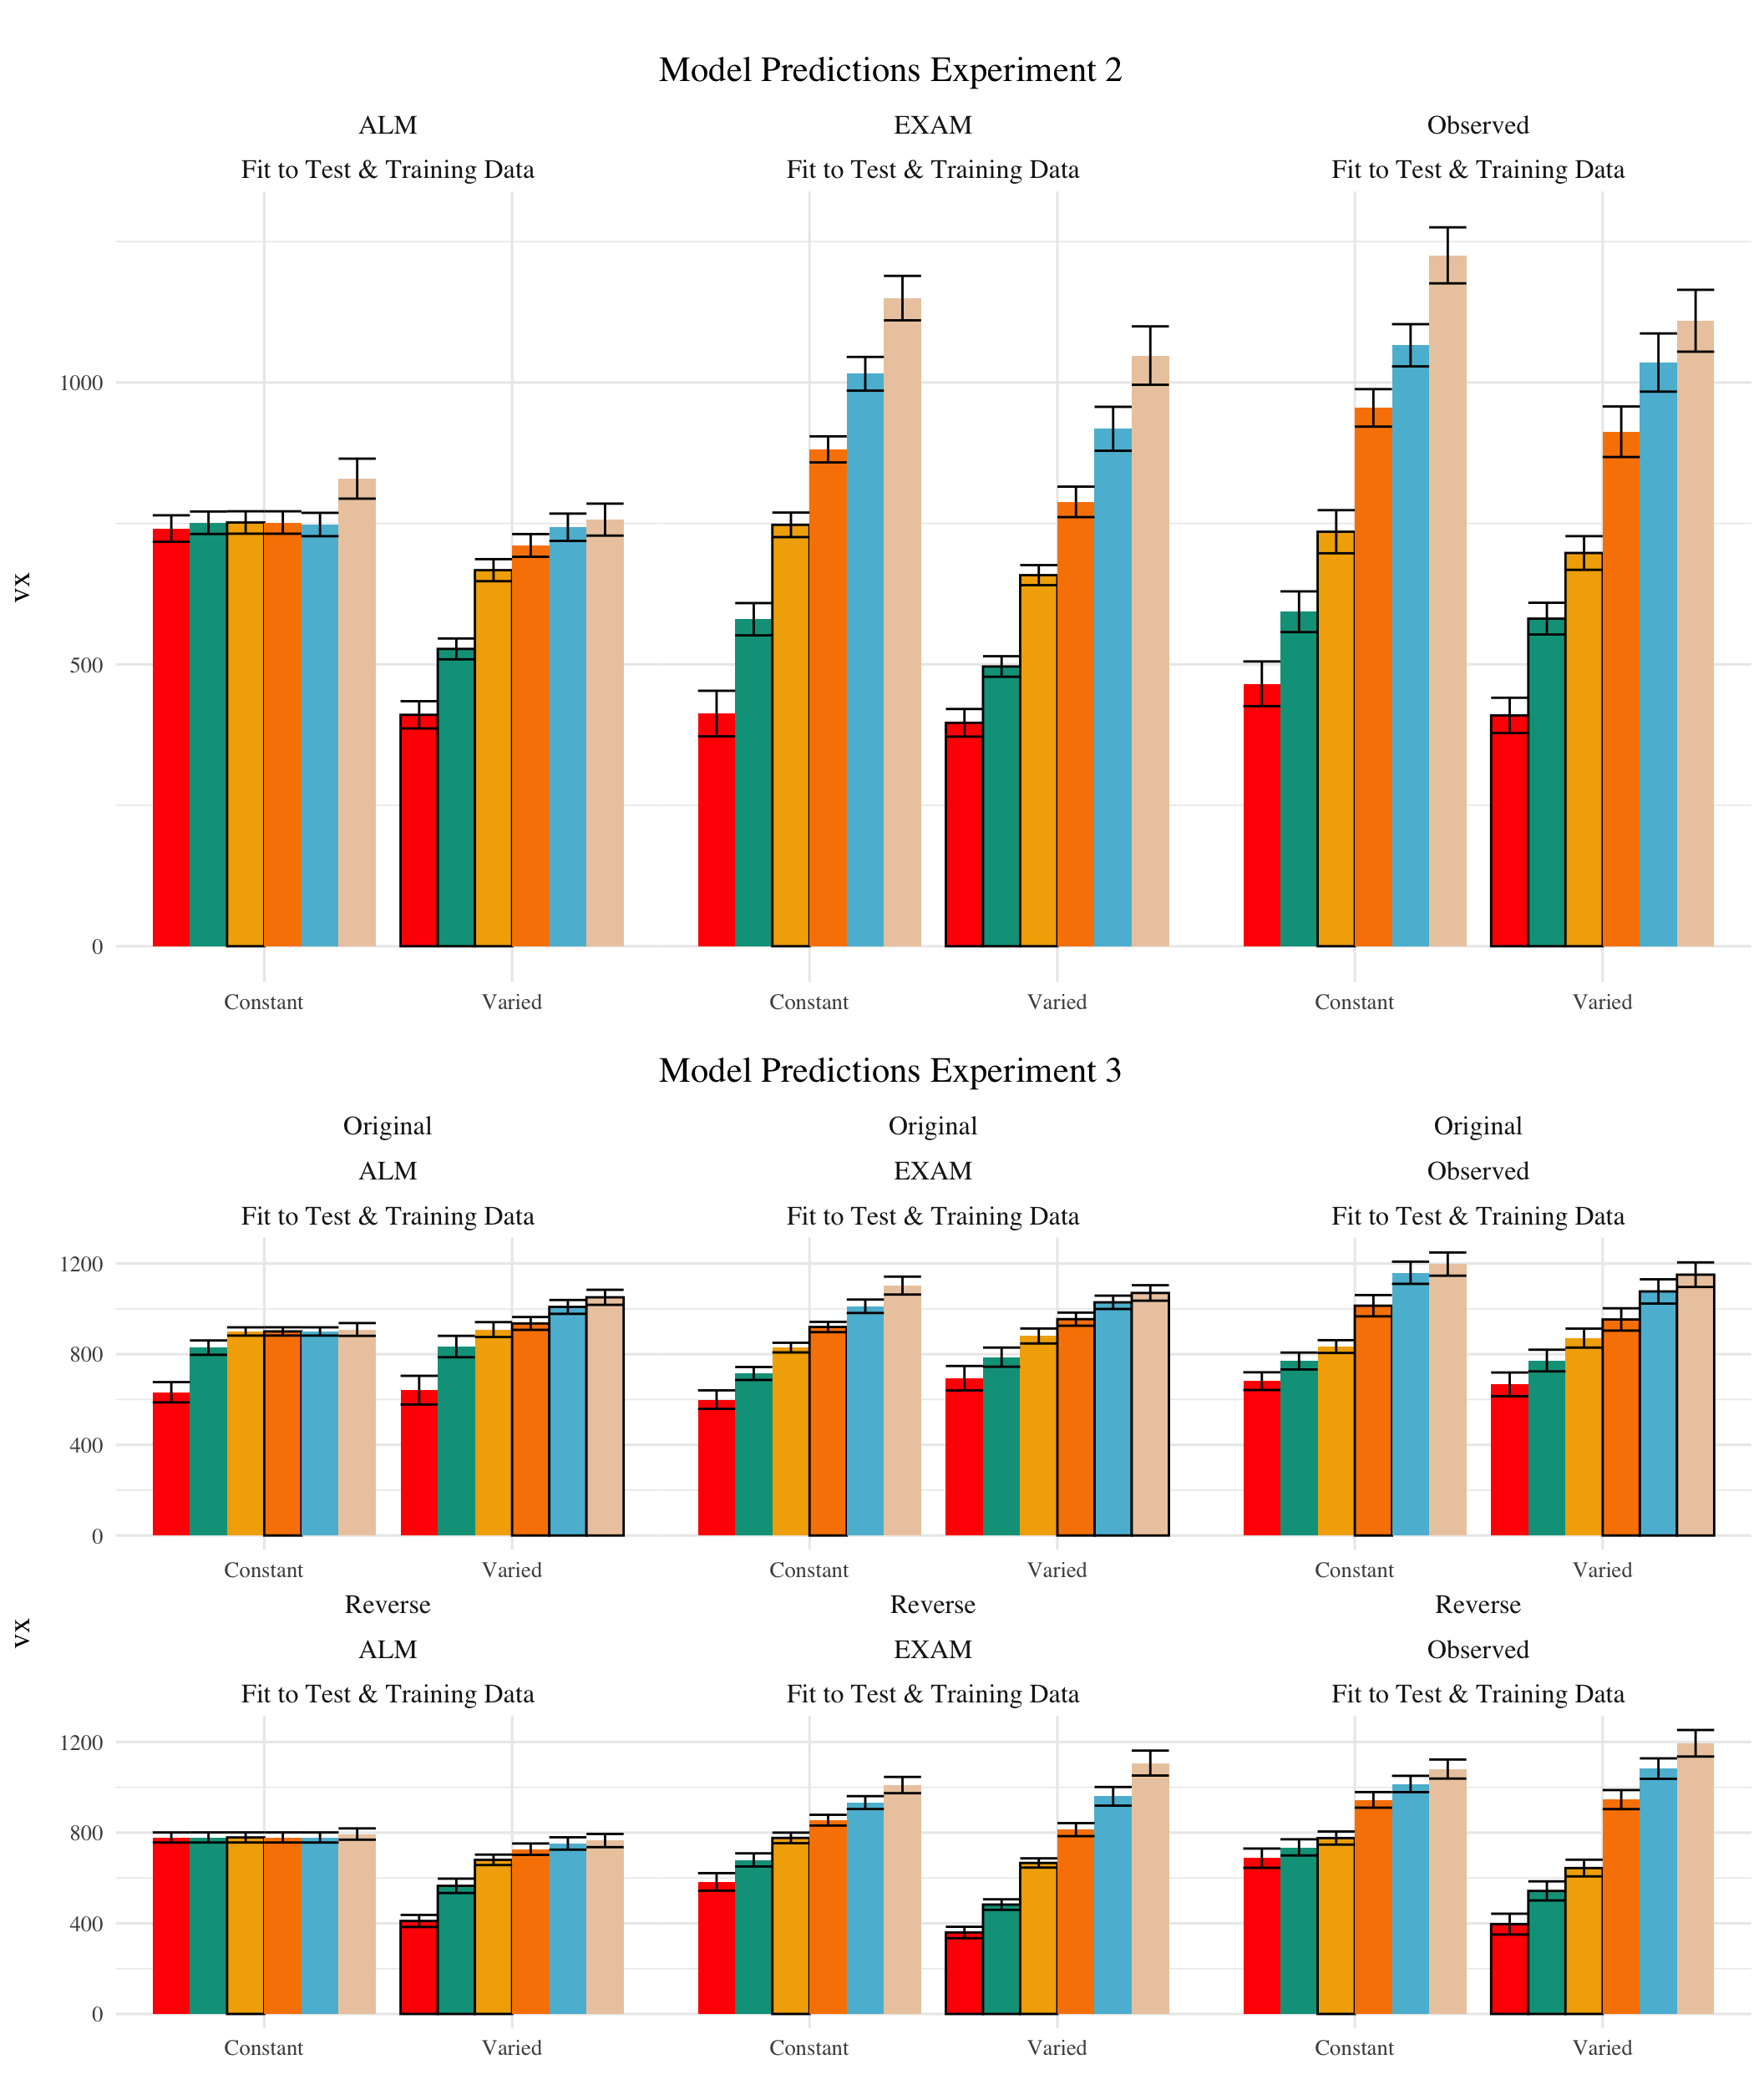 Model Predictions Experiment 2
ALM EXAM Observed
Fit to Test & Training Data Fit to Test & Training Data Fit to Test & Training Data
1000
vx
500
0
Constant Varied Constant Varied Constant Varied
Model Predictions Experiment 3
Original Original Original
ALM EXAM Observed
Fit to Test & Training Data Fit to Test & Training Data Fit to Test & Training Data
1200
800
400
0
Constant Varied Constant Varied Constant Varied
Reverse Reverse Reverse
vx
ALM EXAM Observed
Fit to Test & Training Data Fit to Test & Training Data Fit to Test & Training Data
1200
800
400
0
Constant Varied Constant Varied Constant Varied